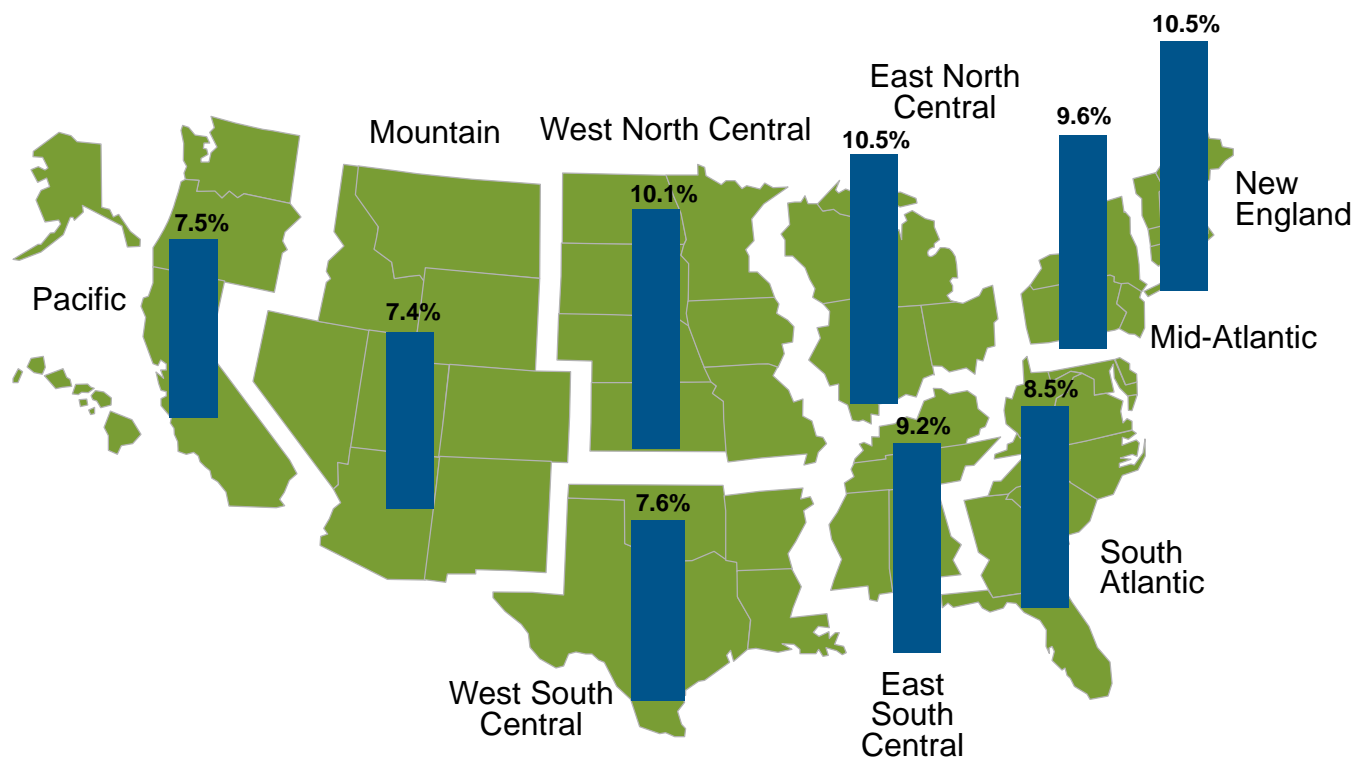 10.5%
East North
Central
9.6%
Mountain
West North Central
10.5%
New
England
10.1%
7.5%
Pacific
7.4%
Mid-Atlantic
8.5%
9.2%
7.6%
South
Atlantic
West South
Central
East
South
Central